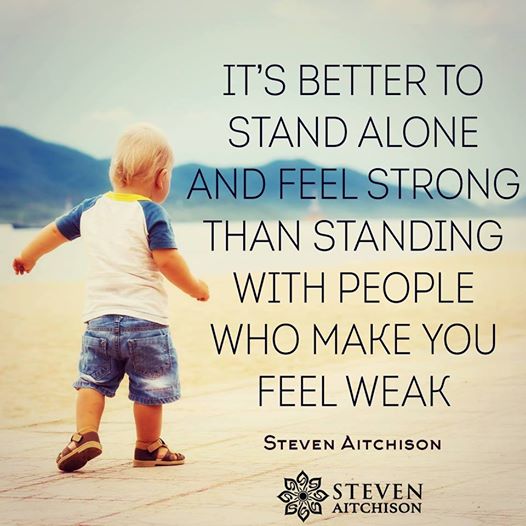 IT'S BETTER TO
STAND ALONE
AND FEEL STRONG
THAN STANDING
WITH PEOPLE
WHO MAKE YOU
FEEL WEAK
STEVEN AITCHISON
STEVEN
AITCHISON